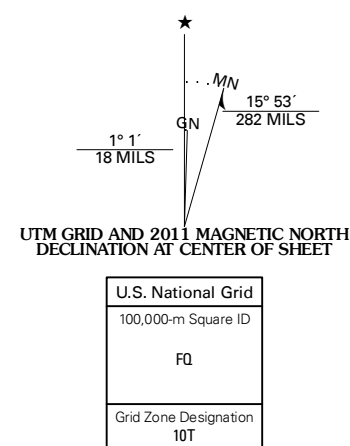 ★
MN
GN
15° 53´
282 MILS
1° 1´
18 MILS
UTM GRID AND 2011 MAGNETIC NORTH
DECLINATION AT CENTER OF SHEET
U.S. National Grid
100,000-m Square ID
FQ
Grid Zone Designation
10T